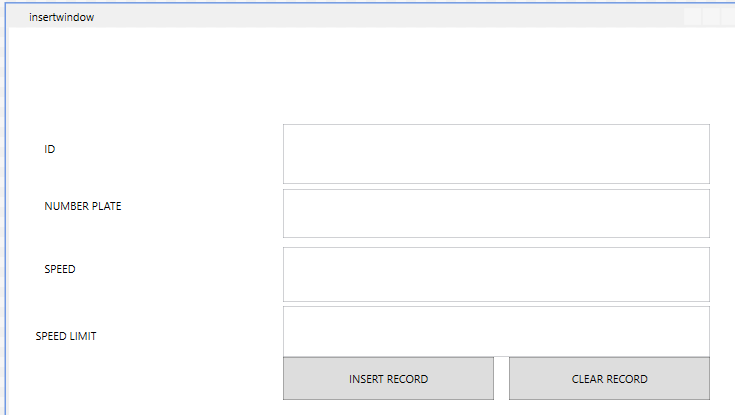 insertwindow
ID
NUMBER PLATE
SPEED
SPEED LIMIT
INSERT RECORD
CLEAR RECORD